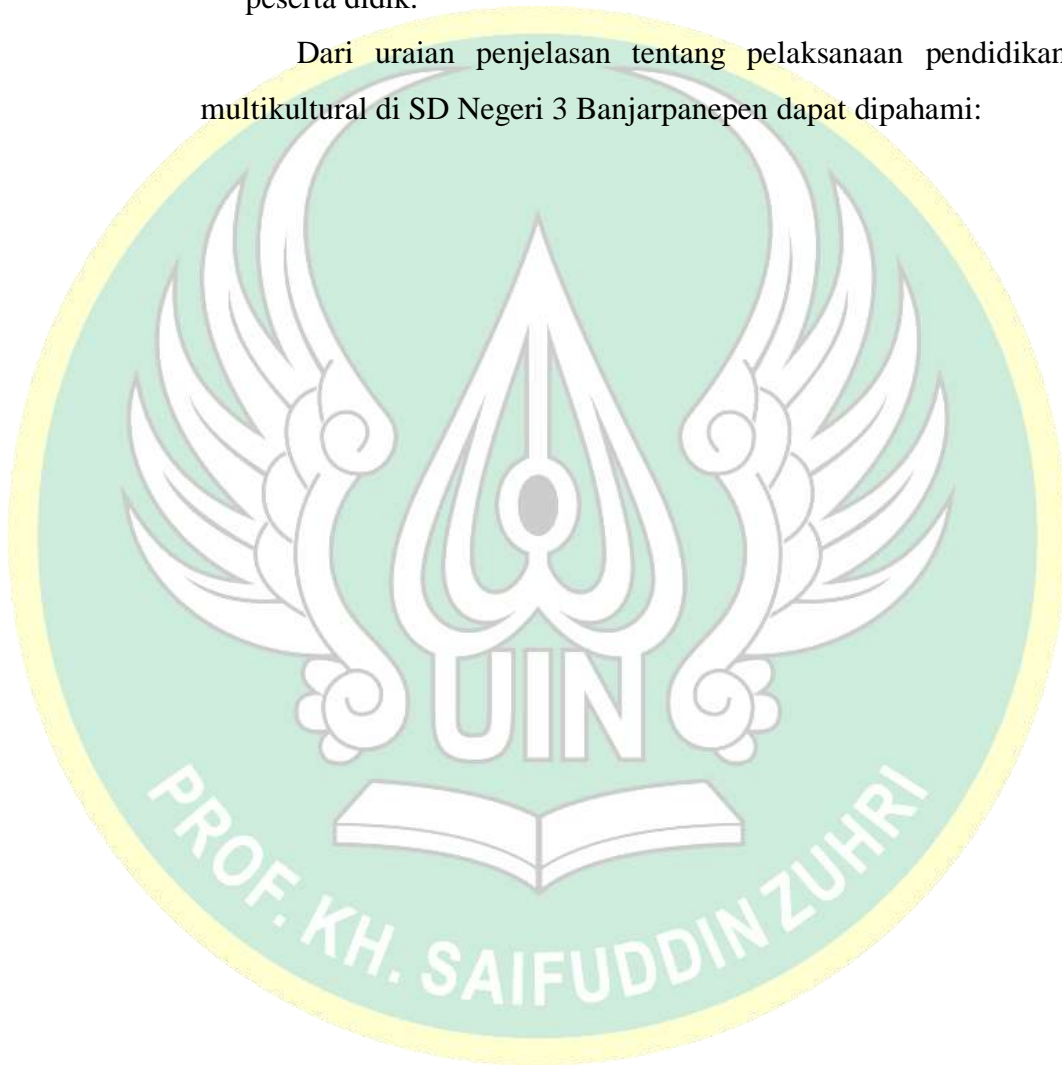 peserta didik.
Dari uraian penjelasan tentang pelaksanaan pendidikan
multikultural di SD Negeri 3 Banjarpanepen dapat dipahami:
UIN
PROF. KH. SAIFUDDIN ZUHRI